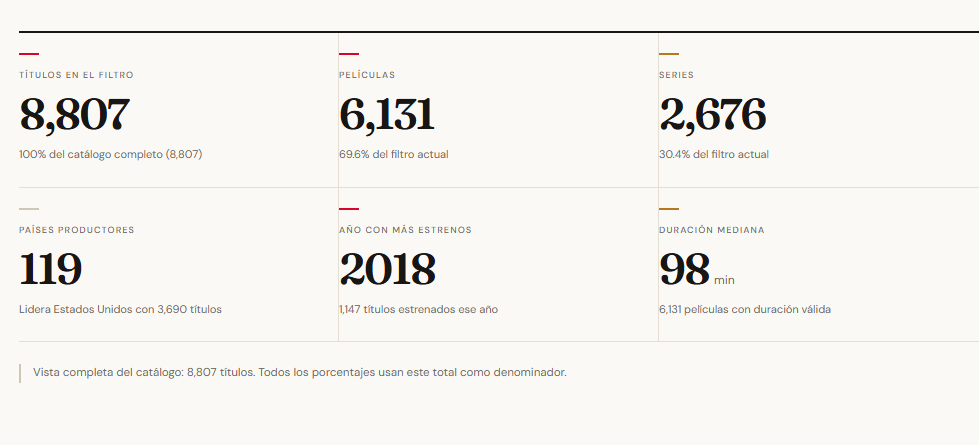 TÍTULOS EN EL FILTRO
8,807
100% del catálogo completo (8,807)
PELÍCULAS
6,131
69.6% del filtro actual
SERIES
2,676
30.4% del filtro actual
PAÍSES PRODUCTORES
119
Lidera Estados Unidos con 3,690 títulos
AÑO CON MÁS ESTRENOS
2018
1,147 títulos estrenados ese año
DURACIÓN MEDIANA
98 min
6,131 películas con duración válida
Vista completa del catálogo: 8,807 títulos. Todos los porcentajes usan este total como denominador.